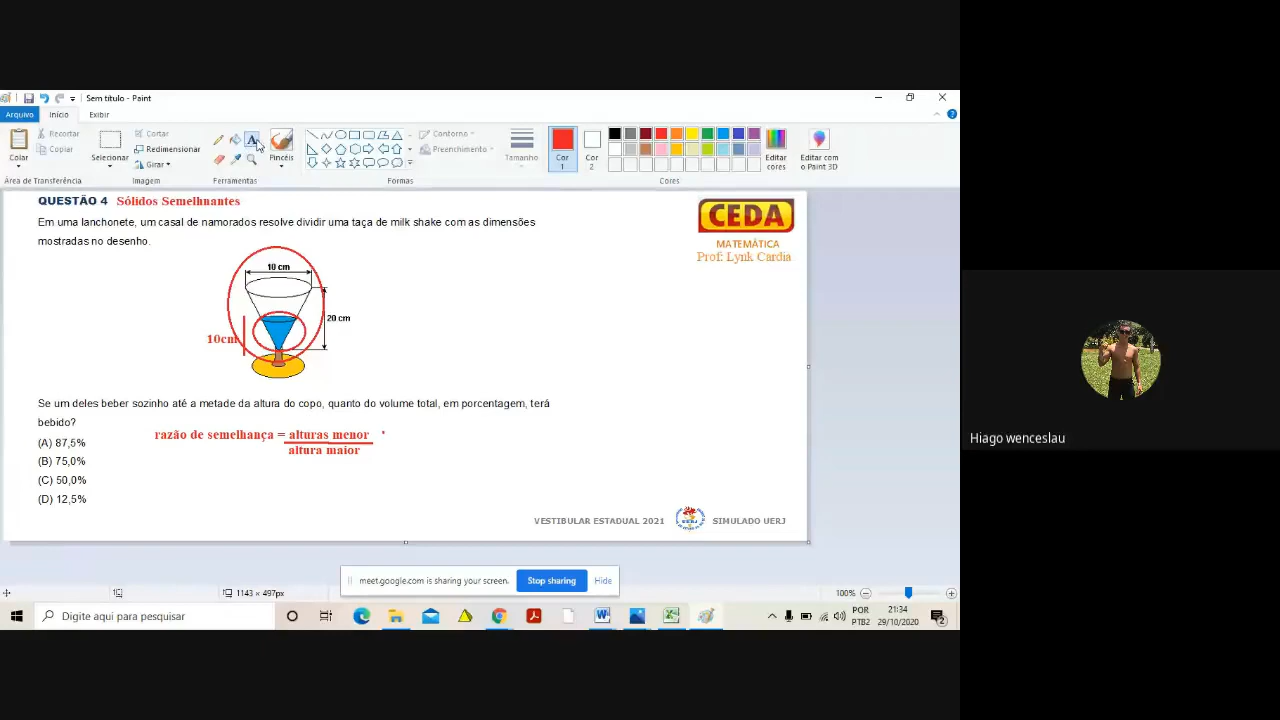 Sem título - Paint
Arquivo Início Exibir
Colar
Recortar
Copiar
Área de Transferência
Selecionar
Cortar
Redimensionar
Girar
Imagem
A
Ferramentas
Pincéis
Contorno
Preenchimento
Formas
Tamanho
Cor 1
Cor 2
Editar cores
Editar com o Paint 3D
Cores
QUESTÃO 4 Sólidos Semelhnantes
Em uma lanchonete, um casal de namorados resolve dividir uma taça de milk shake com as dimensões
mostradas no desenho.
CEDA
MATEMÁTICA
Prof: Lynk Cardia
10 cm
20 cm
10cm
Se um deles beber sozinho até a metade da altura do copo, quanto do volume total, em porcentagem, terá
bebido?
razão de semelhança = alturas menor
altura maior
(A) 87,5%
(B) 75,0%
(C) 50,0%
(D) 12,5%
VESTIBULAR ESTADUAL 2021 UERJ SIMULADO UERJ
meet.google.com is sharing your screen. Stop sharing Hide
1143 × 497px
100%
Digite aqui para pesquisar
POR
PTB2
21:34
29/10/2020
2
Hiago wenceslau